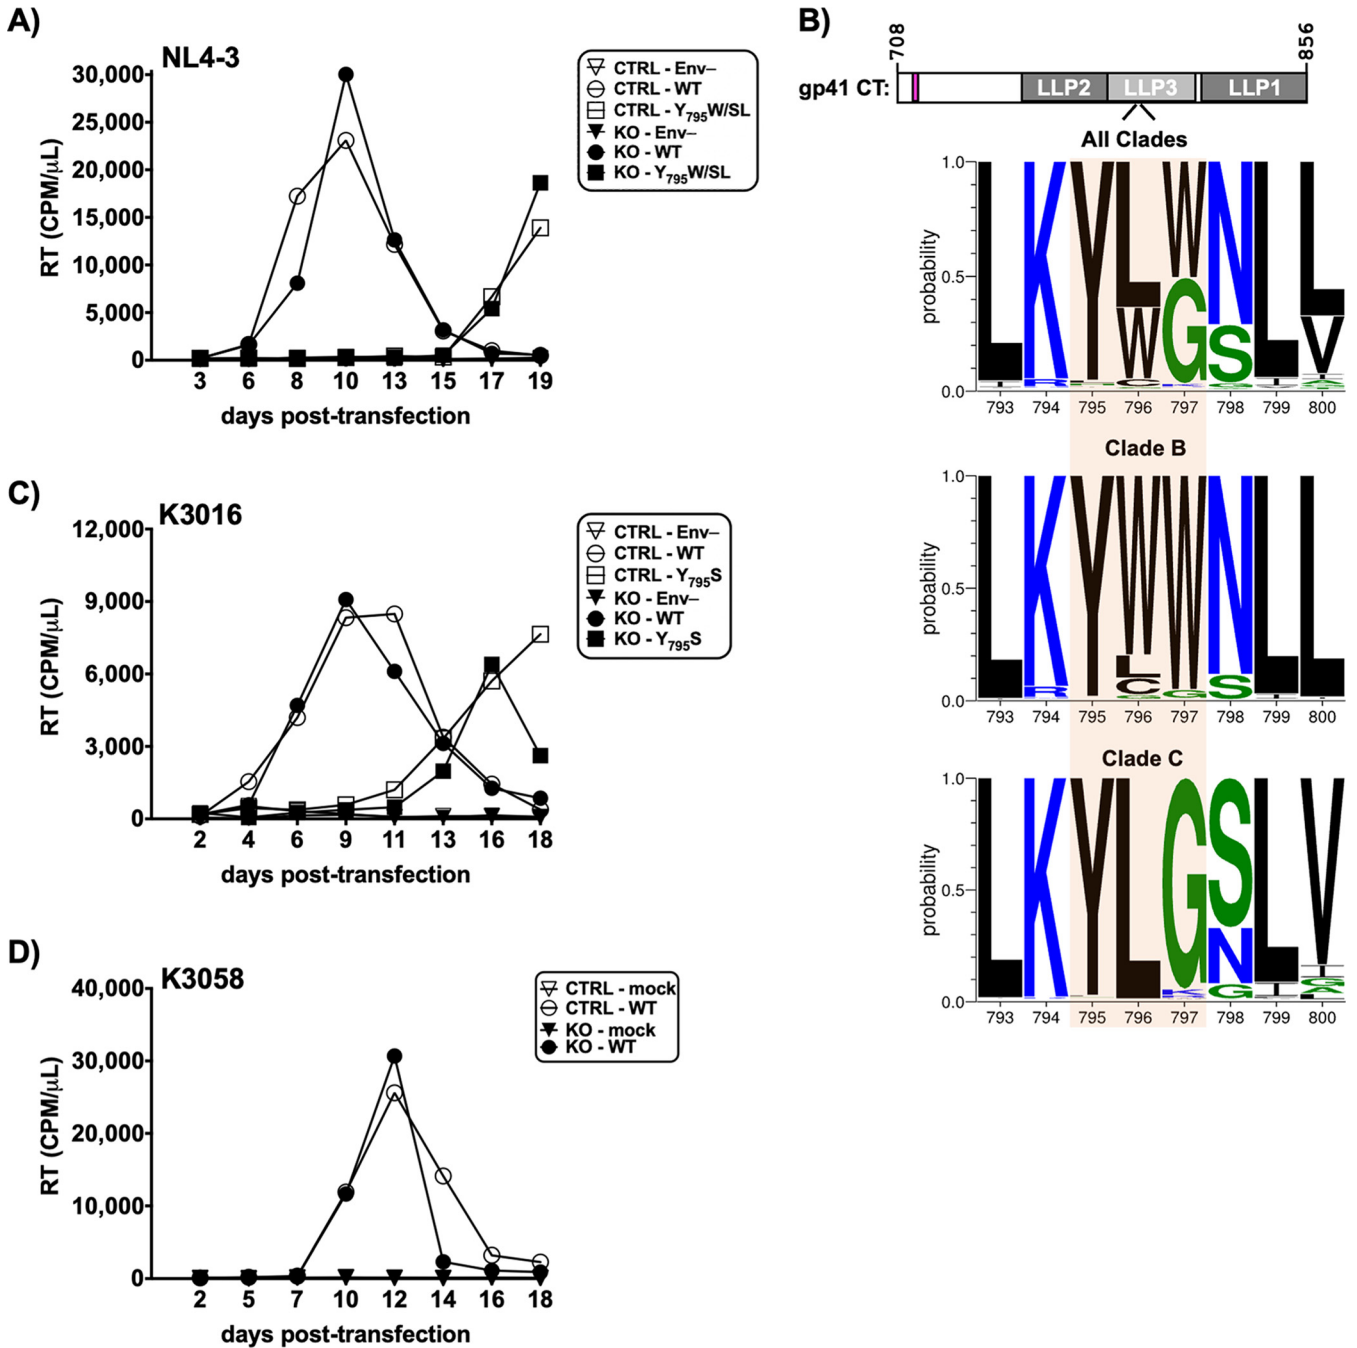 A)
NL4-3
30,000
25,000
20,000
15,000
10,000
5,000
0
RT (CPM/µL)
3 6 8 10 13 15 17 19
days post-transfection
CTRL - Env–
CTRL - WT
CTRL - Y795W/SL
KO - Env–
KO - WT
KO - Y795W/SL
B)
708
856
gp41 CT:
LLP2 LLP3 LLP1
All Clades
1.0
0.5
0.0
probability
L K Y L W N L L
W G S V
I R C I I
A
793 794 795 796 797 798 799 800
Clade B
1.0
0.5
0.0
probability
L K Y W W N L L
R L G S
C
793 794 795 796 797 798 799 800
Clade C
1.0
0.5
0.0
probability
L K Y L G S L V
K N I I
G G
A
793 794 795 796 797 798 799 800
C)
K3016
12,000
9,000
6,000
3,000
0
RT (CPM/µL)
2 4 6 9 11 13 16 18
days post-transfection
CTRL - Env–
CTRL - WT
CTRL - Y795S
KO - Env–
KO - WT
KO - Y795S
D)
K3058
40,000
30,000
20,000
10,000
0
RT (CPM/µL)
2 5 7 10 12 14 16 18
days post-transfection
CTRL - mock
CTRL - WT
KO - mock
KO - WT